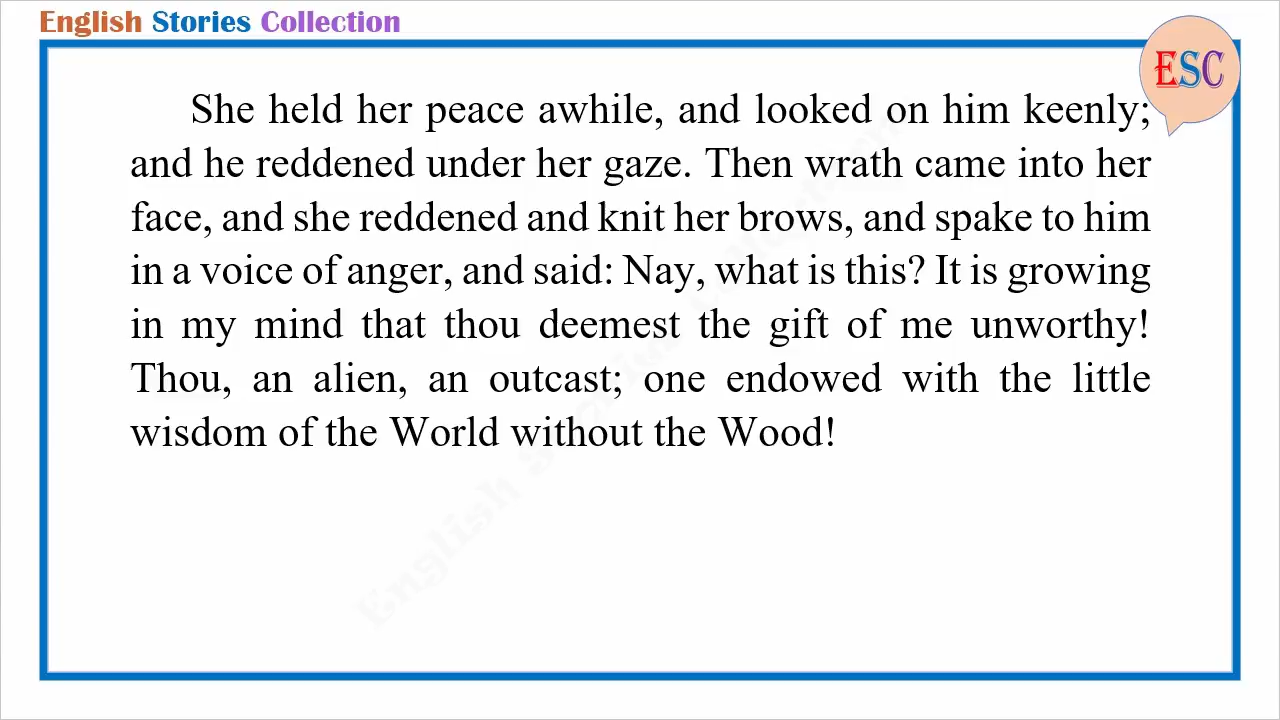 English Stories Collection
ESC
She held her peace awhile, and looked on him keenly;
and he reddened under her gaze. Then wrath came into her
face, and she reddened and knit her brows, and spake to him
in a voice of anger, and said: Nay, what is this? It is growing
in my mind that thou deemest the gift of me unworthy!
Thou, an alien, an outcast; one endowed with the little
wisdom of the World without the Wood!